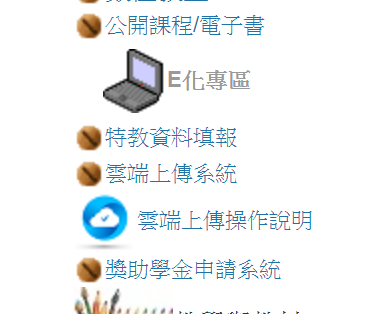 公開課程/電子書
E化專區
特教資料填報
雲端上傳系統
雲端上傳操作說明
獎助學金申請系統